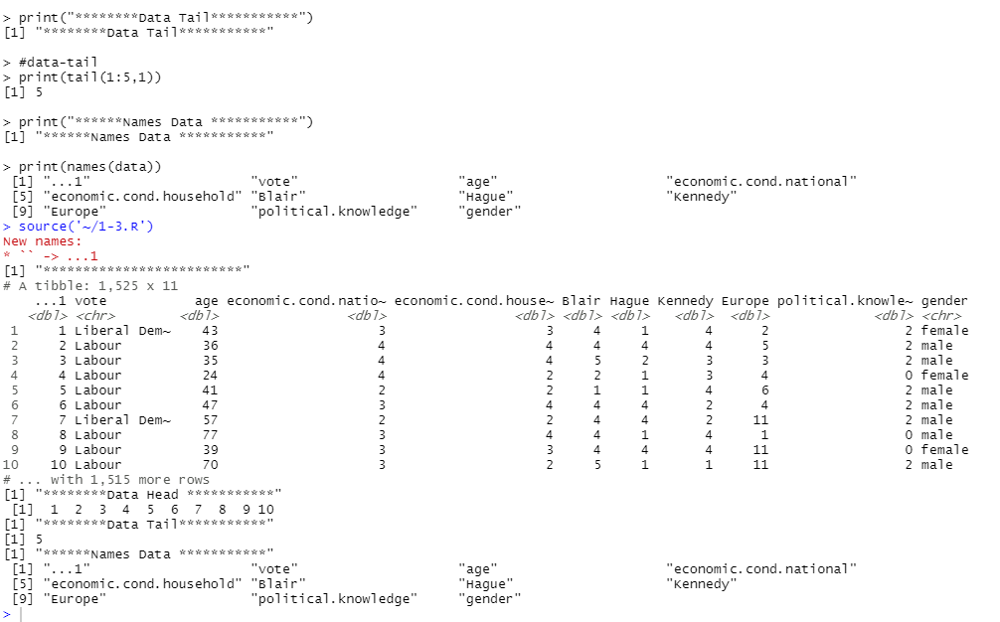 > print("********Data Tail***********")
[1] "********Data Tail***********"
> #data-tail
> print(tail(1:5,1))
[1] 5
> print("******Names Data ***********")
[1] "******Names Data ***********"
> print(names(data))
 [1] "...1"                    "vote"                    "age"                     "economic.cond.national"
 [5] "economic.cond.household" "Blair"                   "Hague"                   "Kennedy"
 [9] "Europe"                  "political.knowledge"     "gender"
> source('~/1-3.R')
New names:
* `` -> ...1
[1] "*************************"
# A tibble: 1,525 x 11
    ...1 vote           age economic.cond.natio~ economic.cond.house~ Blair Hague Kennedy Europe political.knowle~ gender
   <dbl> <chr>        <dbl>                <dbl>                <dbl> <dbl> <dbl>   <dbl>  <dbl>             <dbl> <chr>
 1     1 Liberal Dem~    43                    3                    3     4     1       4      2                 2 female
 2     2 Labour          36                    4                    4     4     4       4      5                 2 male
 3     3 Labour          35                    4                    4     5     2       3      3                 2 male
 4     4 Labour          24                    4                    2     2     1       3      4                 0 female
 5     5 Labour          41                    2                    2     1     1       4      6                 2 male
 6     6 Labour          47                    3                    4     4     4       2      4                 2 male
 7     7 Liberal Dem~    57                    2                    2     4     4       2     11                 2 male
 8     8 Labour          77                    3                    4     4     1       4      1                 0 male
 9     9 Labour          39                    3                    3     4     4       4     11                 0 female
10    10 Labour          70                    3                    2     5     1       1     11                 2 male
# ... with 1,515 more rows
[1] "********Data Head ***********"
 [1]  1  2  3  4  5  6  7  8  9 10
[1] "********Data Tail***********"
[1] 5
[1] "******Names Data ***********"
 [1] "...1"                    "vote"                    "age"                     "economic.cond.national"
 [5] "economic.cond.household" "Blair"                   "Hague"                   "Kennedy"
 [9] "Europe"                  "political.knowledge"     "gender"
>